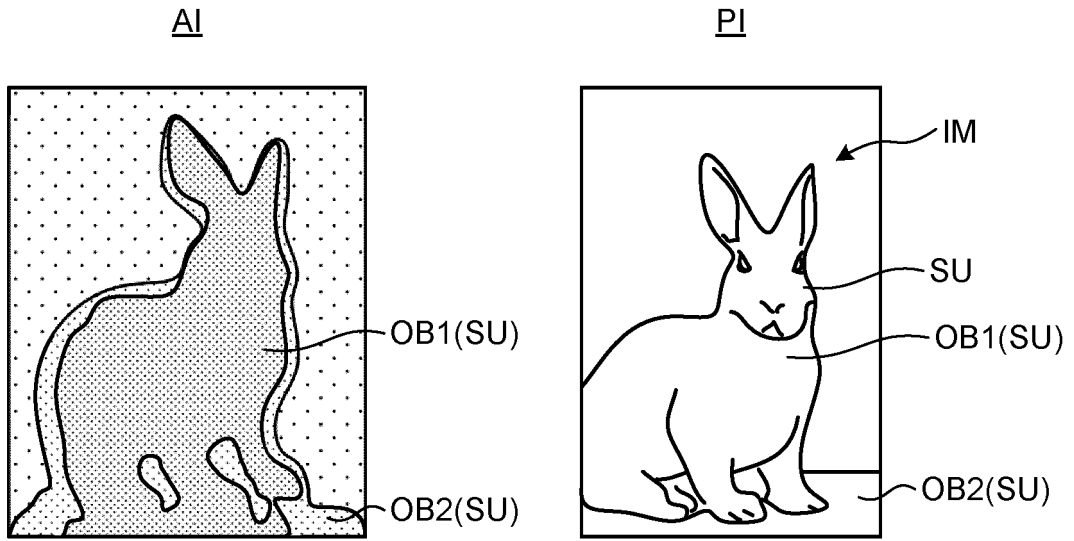 AI
PI
IM
SU
OB1(SU)
OB1(SU)
OB2(SU)
OB2(SU)